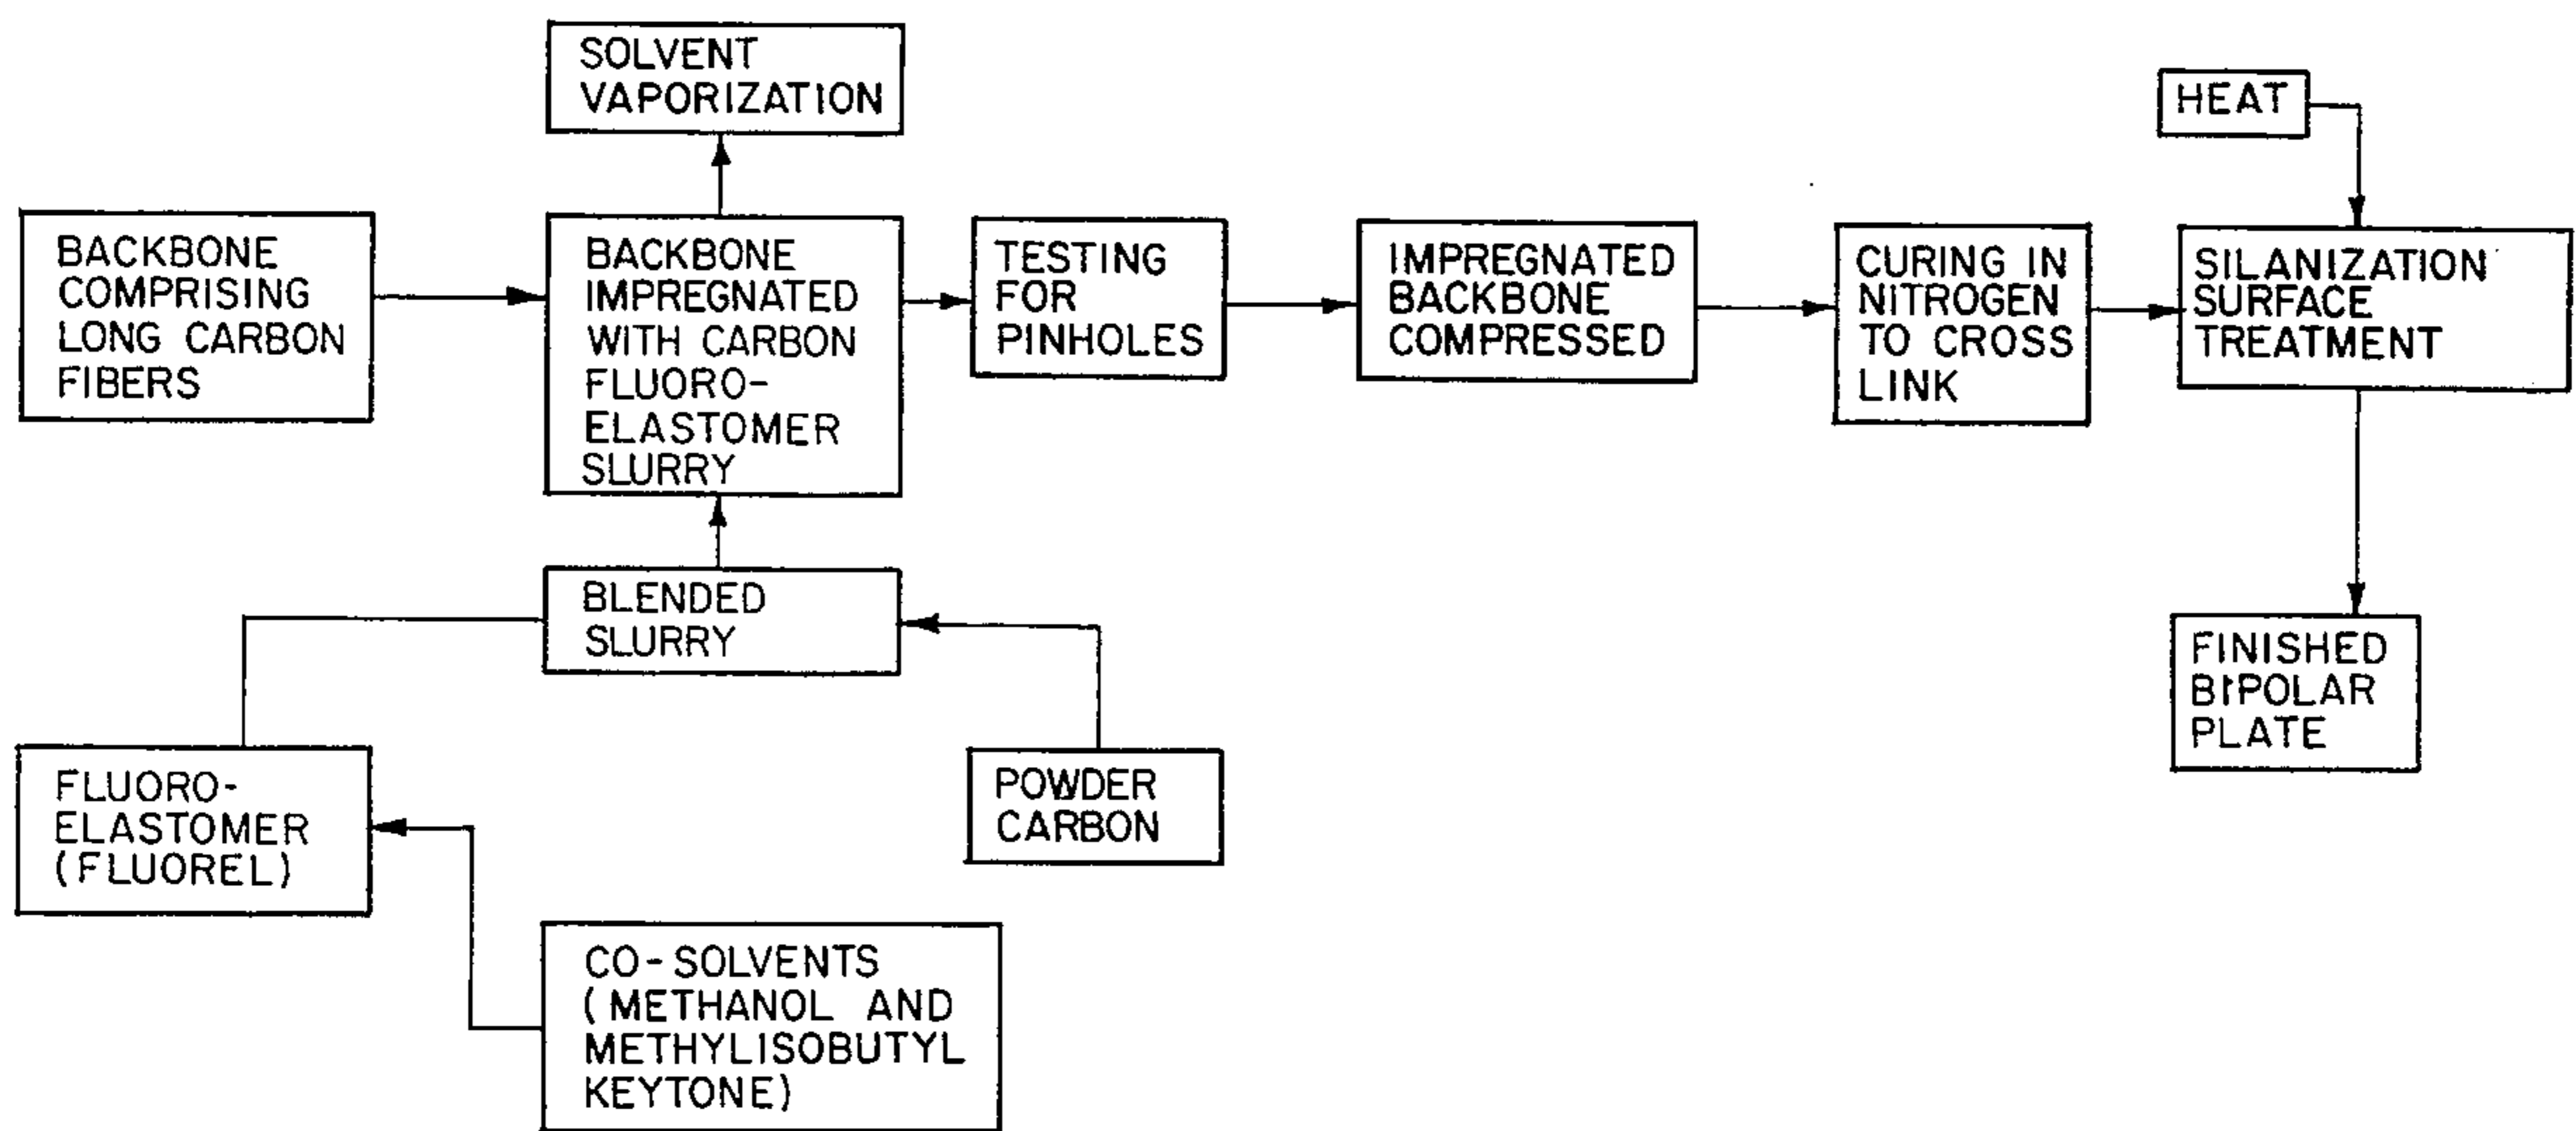 SOLVENT
VAPORIZATION
HEAT
BACKBONE
COMPRISING
LONG CARBON
FIBERS
BACKBONE
IMPREGNATED
WITH CARBON
FLUORO-
ELASTOMER
SLURRY
TESTING
FOR
PINHOLES
IMPREGNATED
BACKBONE
COMPRESSED
CURING IN
NITROGEN
TO CROSS
LINK
SILANIZATION
SURFACE
TREATMENT
BLENDED
SLURRY
FINISHED
BIPOLAR
PLATE
FLUORO-
ELASTOMER
(FLUOREL)
POWDER
CARBON
CO-SOLVENTS
(METHANOL AND
METHYLISOBUTYL
KEYTONE)